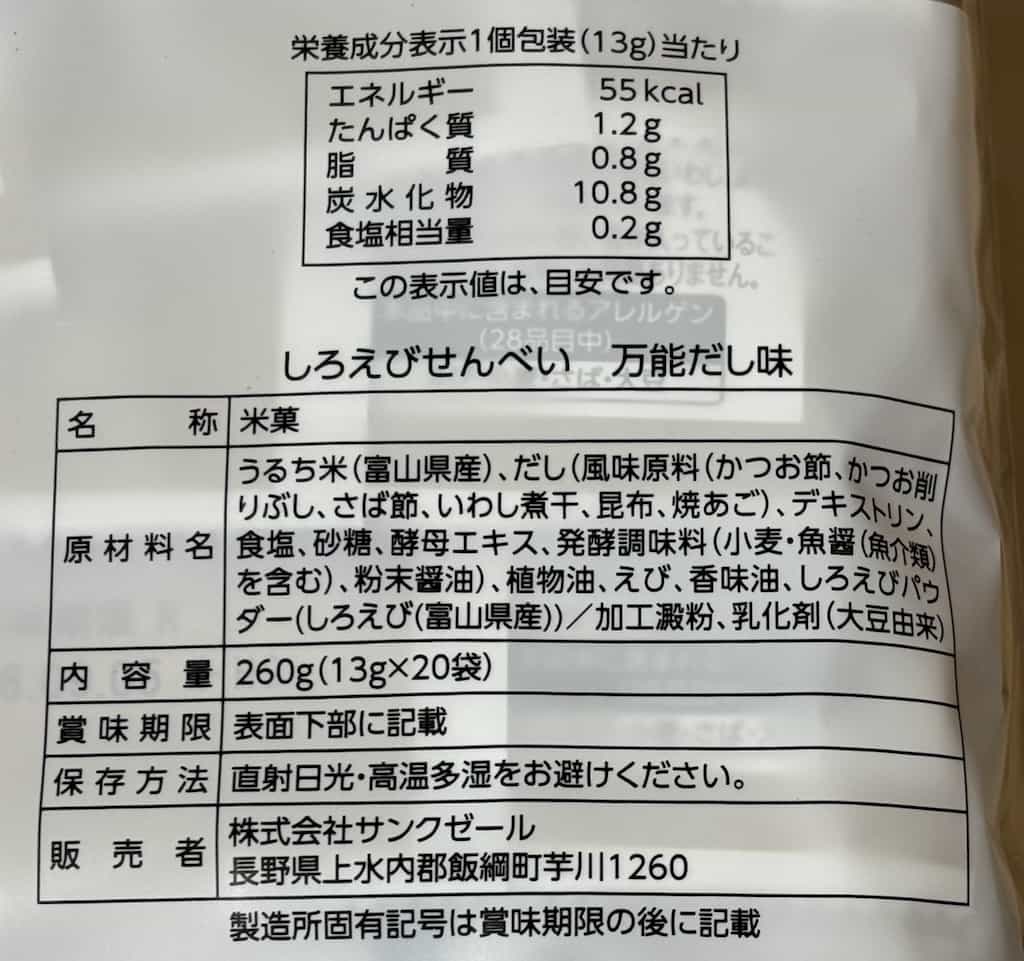 栄養成分表示1個包装(13g)当たり
エネルギー 55kcal
たんぱく質 1.2g
脂質 0.8g
炭水化物 10.8g
食塩相当量 0.2g
この表示値は、目安です。
しろえびせんべい 万能だし味
名称 米菓
原材料名 うるち米(富山県産)、だし(風味原料(かつお節、かつお削
りぶし、さば節、いわし煮干、昆布、焼あご)、デキストリン、
食塩、砂糖、酵母エキス、発酵調味料(小麦・魚醤(魚介類)
を含む)、粉末醤油)、植物油、えび、香味油、しろえびパウ
ダー(しろえび(富山県産))/加工澱粉、乳化剤(大豆由来)
内容量 260g(13g×20袋)
賞味期限 表面下部に記載
保存方法 直射日光・高温多湿をお避けください。
販売者 株式会社サンクゼール
長野県上水内郡飯綱町芋川1260
製造所固有記号は賞味期限の後に記載
まれるアレルゲン
(28品目中)